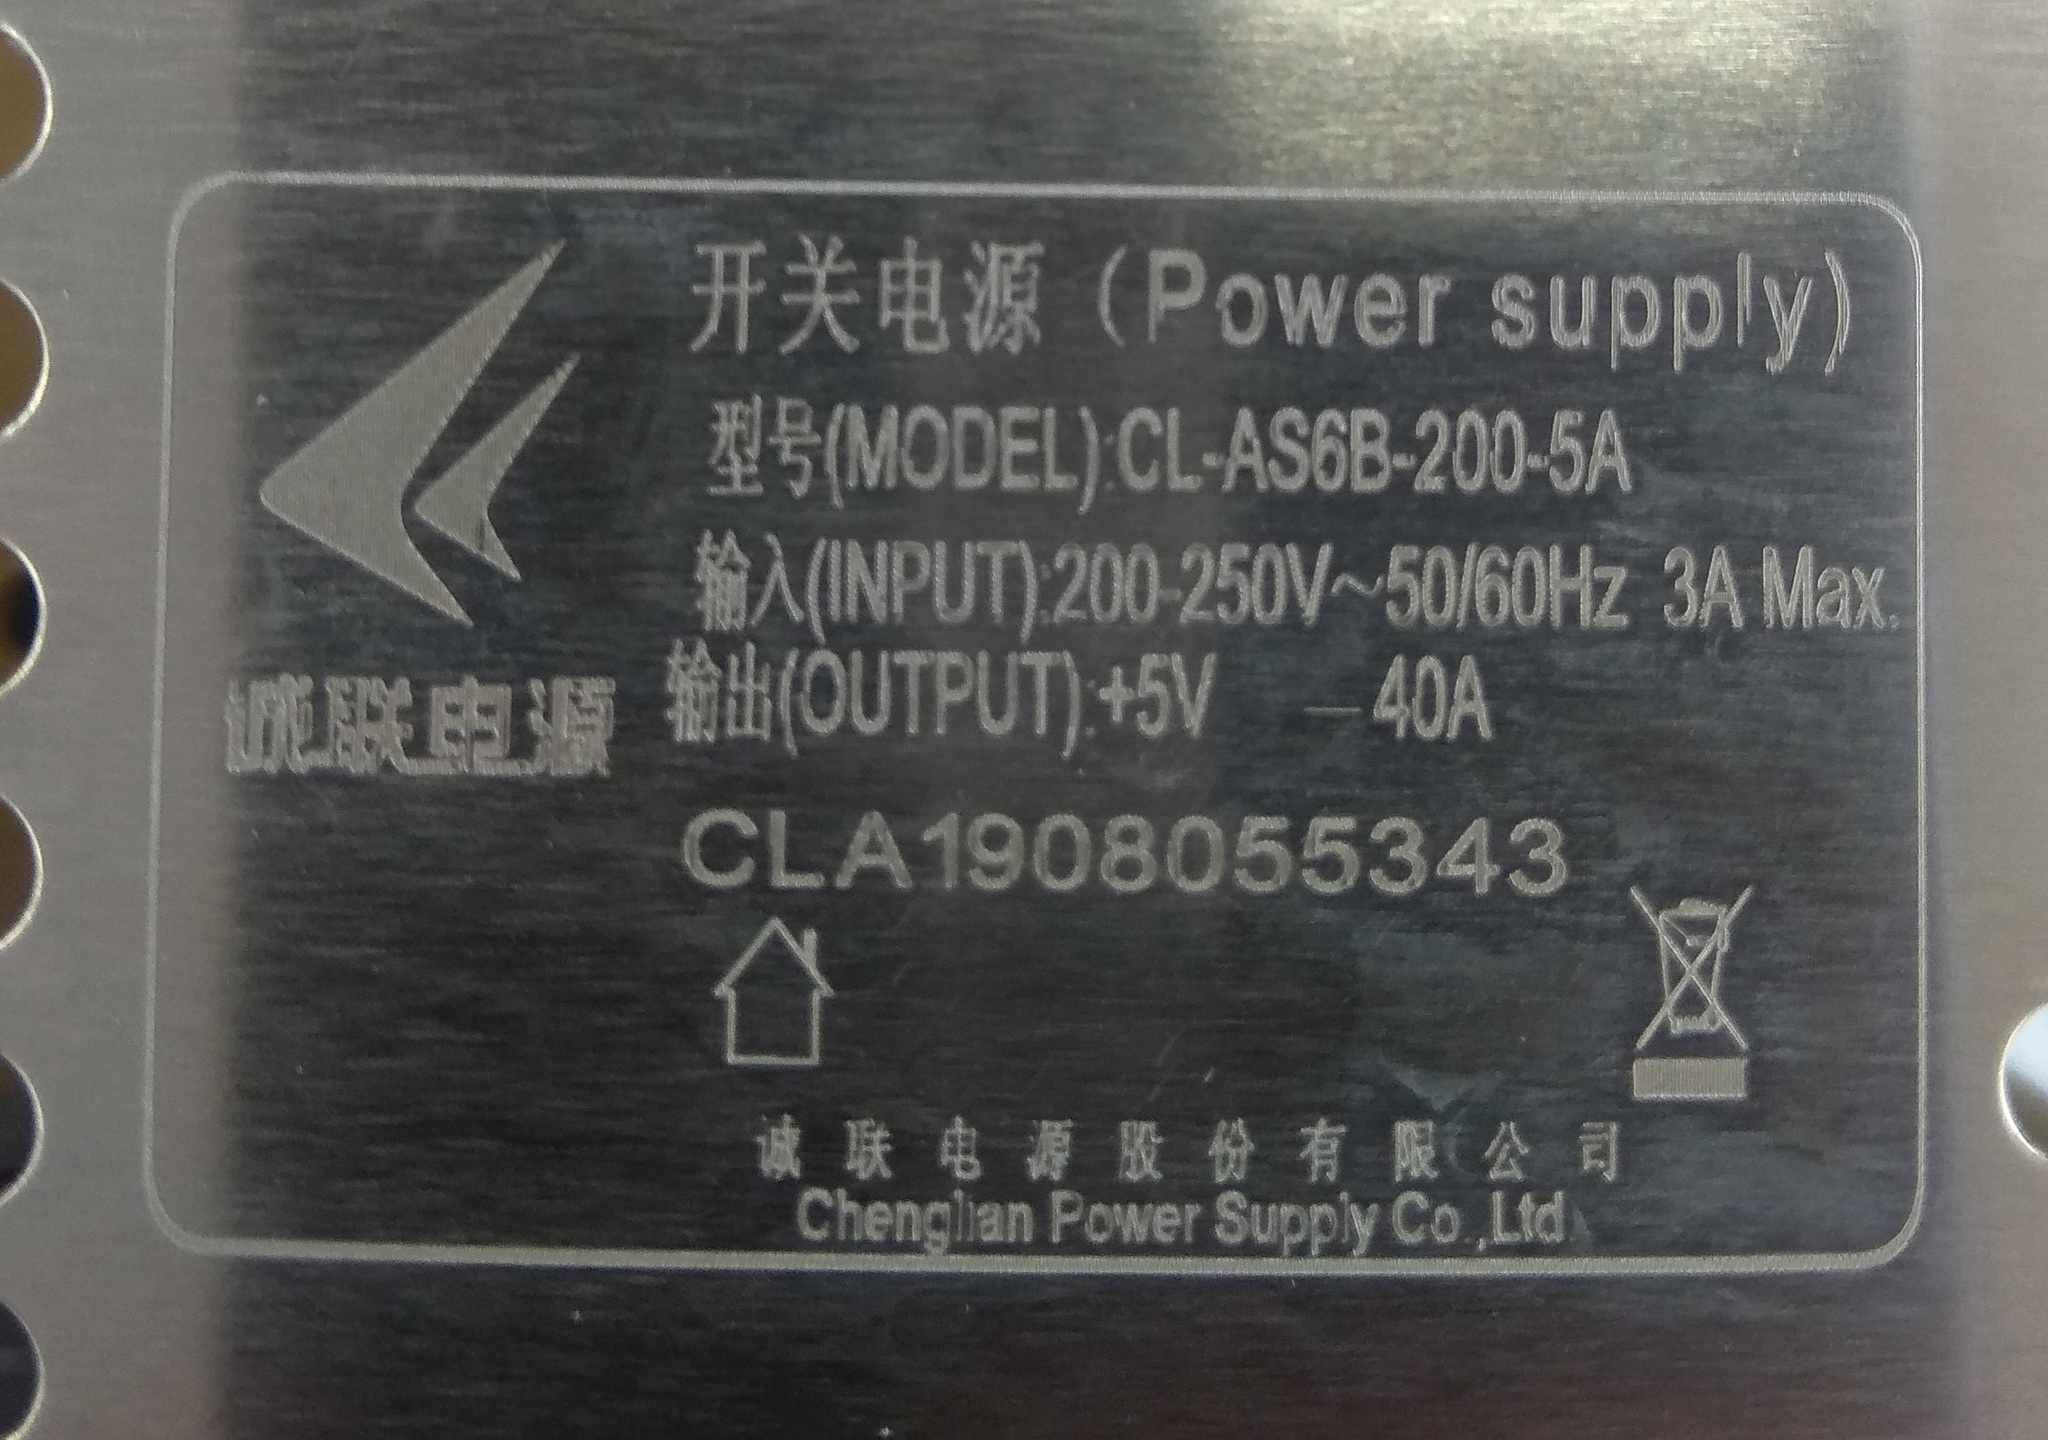 开关电源（Power supply)
型号(MODEL):CL-AS6B-200-5A
输入(INPUT):200-250V~50/60Hz 3A Max.
诚联电源
输出(OUTPUT):+5V —40A
CLA1908055343
诚联电源股份有限公司
Chenglian Power Supply Co.,Ltd